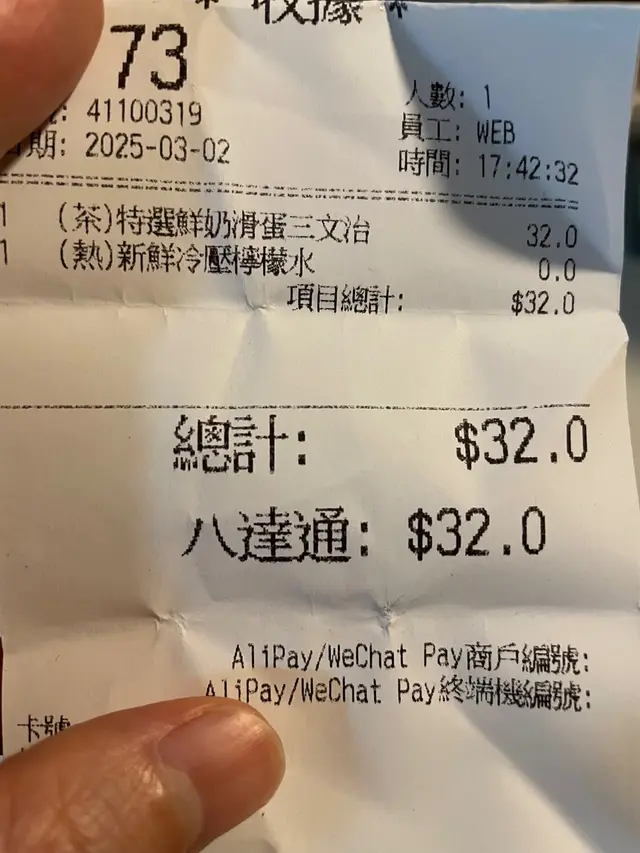 * 收據 *
73
人數: 1
: 41100319
員工: WEB
期: 2025-03-02
時間: 17:42:32
1 (茶)特選鮮奶滑蛋三文治 32.0
1 (熱)新鮮冷壓檸檬水 0.0
項目總計: $32.0
總計: $32.0
八達通: $32.0
AliPay/WeChat Pay商戶編號:
AliPay/WeChat Pay終端機編號:
卡號